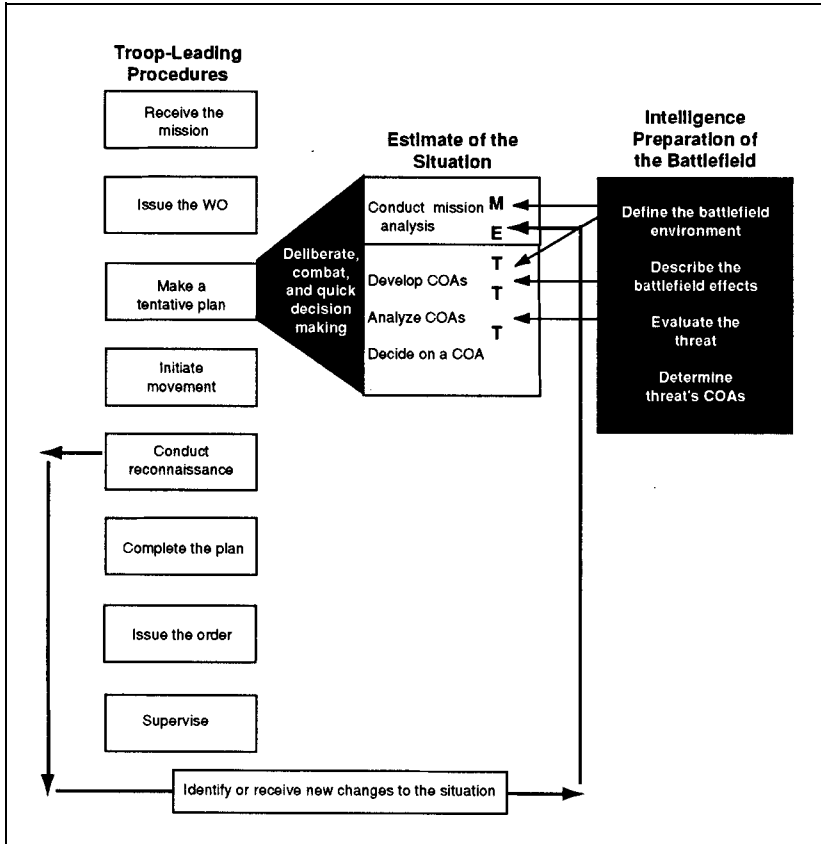 Troop-Leading
Procedures
Receive the
mission
Issue the WO
Make a
tentative plan
Initiate
movement
Conduct
reconnaissance
Complete the plan
Issue the order
Supervise
Deliberate,
combat,
and quick
decision
making
Estimate of the
Situation
Conduct mission
analysis
M
E
T
Develop COAs
T
Analyze COAs
T
Decide on a COA
Intelligence
Preparation of
the Battlefield
Define the battlefield
environment
Describe the
battlefield effects
Evaluate the
threat
Determine
threat's COAs
Identify or receive new changes to the situation